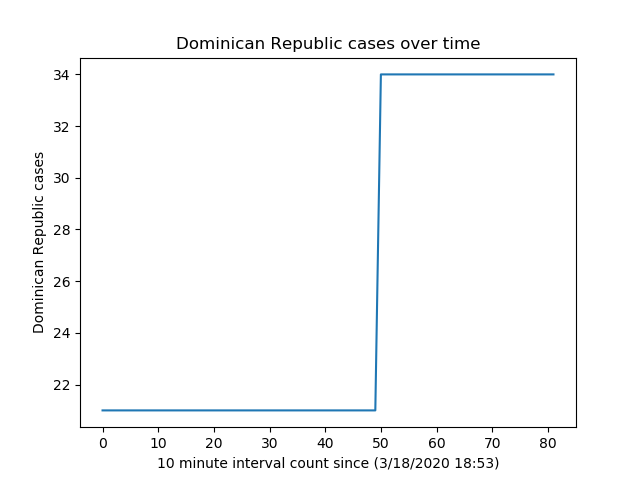 Dominican Republic cases over time
34
32
30
28
26
24
22
Dominican Republic cases
0 10 20 30 40 50 60 70 80
10 minute interval count since (3/18/2020 18:53)